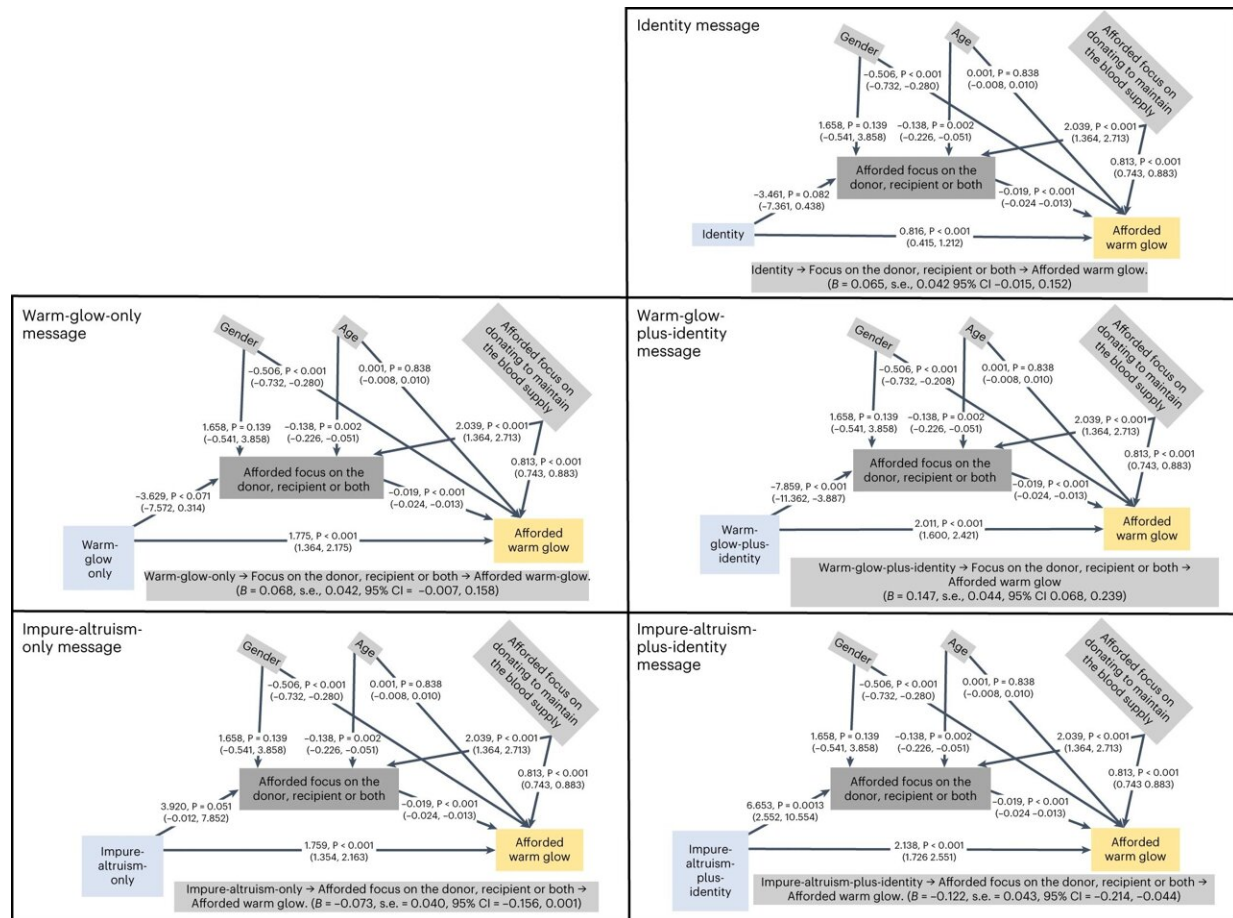 Identity message
Gender
Age
Afforded focus on
donating to maintain
the blood supply
−0.506, P < 0.001
(−0.732, −0.280)
0.001, P = 0.838
(−0.008, 0.010)
1.658, P = 0.139
(−0.541, 3.858)
−0.138, P = 0.002
(−0.226, −0.051)
2.039, P < 0.001
(1.364, 2.713)
Afforded focus on the
donor, recipient or both
0.813, P < 0.001
(0.743, 0.883)
−3.461, P = 0.082
(−7.361, 0.438)
−0.019, P < 0.001
(−0.024 −0.013)
Identity
0.816, P < 0.001
(0.415, 1.212)
Afforded
warm glow
Identity → Focus on the donor, recipient or both → Afforded warm glow.
(B = 0.065, s.e., 0.042 95% CI −0.015, 0.152)
Warm-glow-only
message
Gender
Age
Afforded focus on
donating to maintain
the blood supply
−0.506, P < 0.001
(−0.732, −0.280)
0.001, P = 0.838
(−0.008, 0.010)
1.658, P = 0.139
(−0.541, 3.858)
−0.138, P = 0.002
(−0.226, −0.051)
2.039, P < 0.001
(1.364, 2.713)
Afforded focus on the
donor, recipient or both
0.813, P < 0.001
(0.743, 0.883)
−3.629, P < 0.071
(−7.572, 0.314)
−0.019, P < 0.001
(−0.024, −0.013)
Warm-
glow
only
1.775, P < 0.001
(1.364, 2.175)
Afforded
warm glow
Warm-glow-only → Focus on the donor, recipient or both → Afforded warm-glow.
(B = 0.068, s.e., 0.042, 95% CI = −0.007, 0.158)
Warm-glow-
plus-identity
message
Gender
Age
Afforded focus on
donating to maintain
the blood supply
−0.506, P < 0.001
(−0.732, −0.208)
0.001, P = 0.838
(−0.008, 0.010)
1.658, P = 0.139
(−0.541, 3.858)
−0.138, P = 0.002
(−0.226, −0.051)
2.039, P < 0.001
(1.364, 2.713)
Afforded focus on the
donor, recipient or both
0.813, P < 0.001
(0.743, 0.883)
−7.859, P < 0.001
(−11.362, −3.887)
−0.019, P < 0.001
(−0.024, −0.013)
Warm-
glow-plus-
identity
2.011, P < 0.001
(1.600, 2.421)
Afforded
warm glow
Warm-glow-plus-identity → Focus on the donor, recipient or both →
Afforded warm glow
(B = 0.147, s.e., 0.044, 95% CI 0.068, 0.239)
Impure-altruism-
only message
Gender
Age
Afforded focus on
donating to maintain
the blood supply
−0.506, P < 0.001
(−0.732, −0.280)
0.001, P = 0.838
(−0.008, 0.010)
1.658, P = 0.139
(−0.541, 3.858)
−0.138, P = 0.002
(−0.226, −0.051)
2.039, P < 0.001
(1.364, 2.713)
Afforded focus on the
donor, recipient or both
0.813, P < 0.001
(0.743, 0.883)
3.920, P = 0.051
(−0.012, 7.852)
−0.019, P < 0.001
(−0.024, −0.013)
Impure-
altruism-
only
1.759, P < 0.001
(1.354, 2.163)
Afforded
warm glow
Impure-altruism-only → Afforded focus on the donor, recipient or both →
Afforded warm glow. (B = −0.073, s.e. = 0.040, 95% CI = −0.156, 0.001)
Impure-altruism-
plus-identity
message
Gender
Age
Afforded focus on
donating to maintain
the blood supply
−0.506, P < 0.001
(−0.732, −0.280)
0.001, P = 0.838
(−0.008, 0.010)
1.658, P = 0.139
(−0.541, 3.858)
−0.138, P = 0.002
(−0.226, −0.051)
2.039, P < 0.001
(1.364, 2.713)
Afforded focus on the
donor, recipient or both
0.813, P < 0.001
(0.743 0.883)
6.653, P = 0.0013
(2.552, 10.554)
−0.019, P < 0.001
(−0.024 −0.013)
Impure-
altruism-
plus-
identity
2.138, P < 0.001
(1.726 2.551)
Afforded
warm glow
Impure-altruism-plus-identity → Afforded focus on the donor, recipient or both →
Afforded warm glow. (B = −0.122, s.e. = 0.043, 95% CI = −0.214, −0.044)